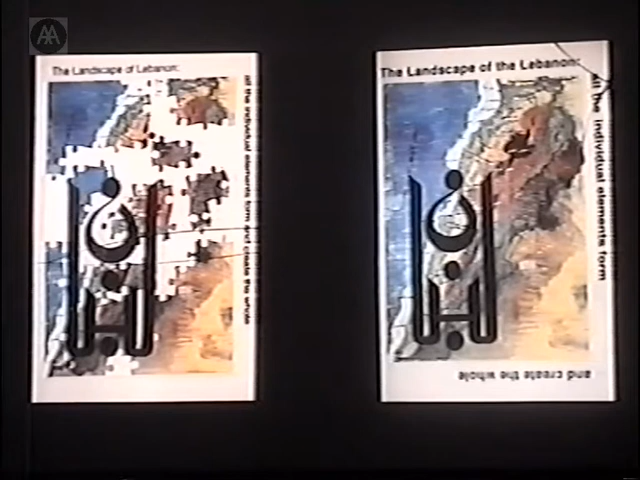 AA
The Landscape of Lebanon:
all the individual elements form and create the whole
The Landscape of the Lebanon:
all the individual elements form
and create the whole
لبنان
لبنان